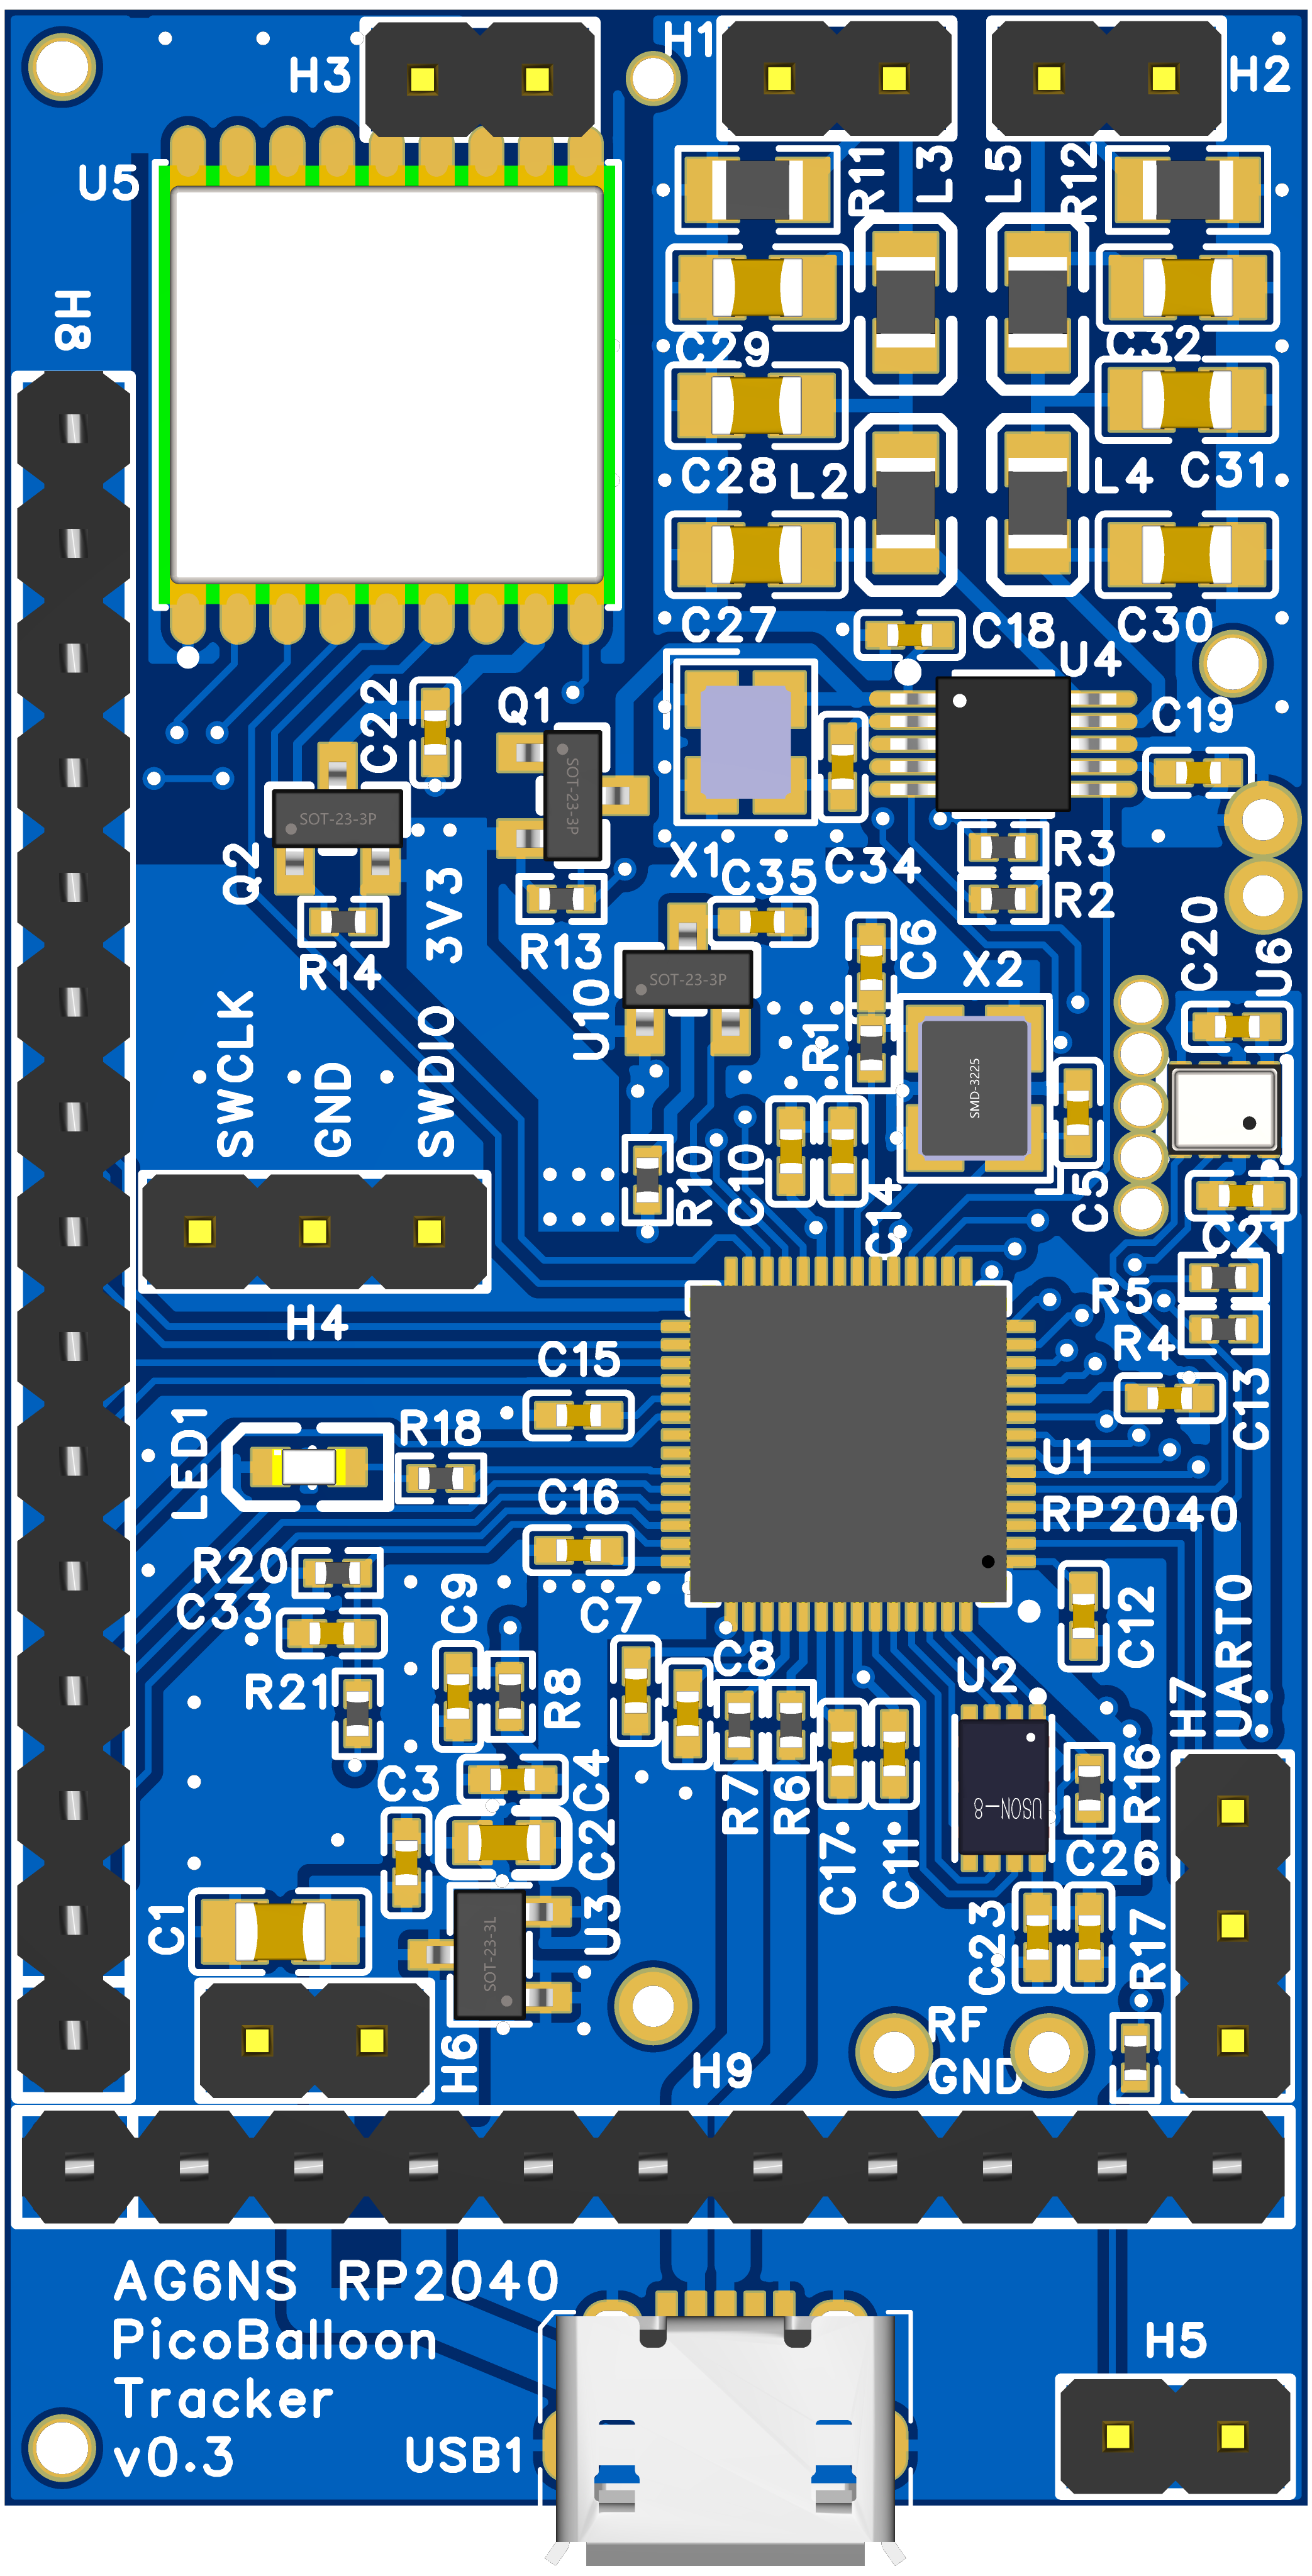 H3
H1
H2
U5
R11
L3
L5
R12
H8
C29
C32
C28
L2
L4
C31
C27
C18
C30
U4
C22
Q1
C19
SOT-23-3P
SOT-23-3P
Q2
X1
C35
C34
R3
R2
3V3
R13
R14
C6
X2
C20
U6
SOT-23-3P
U10
R1
SMD-3225
SWCLK
GND
SWDIO
R10
C10
C14
C5
C21
R5
R4
H4
C15
C13
LED1
R18
U1
RP2040
C16
R20
C33
C9
C7
C12
UART0
H7
R21
R8
C8
U2
C3
C4
R7
R6
USON-8
R16
C2
C17
C11
C26
C1
U3
SOT-23-3L
C23
R17
H6
H9
RF
GND
AG6NS RP2040
PicoBalloon
Tracker
v0.3
USB1
H5